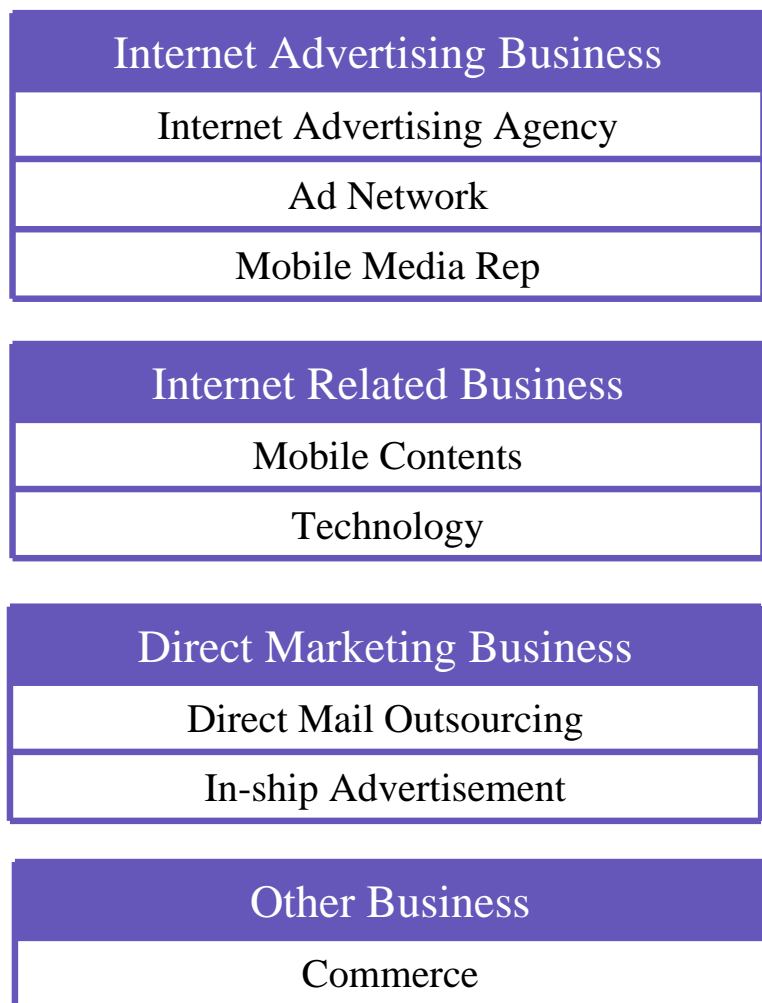 Internet Advertising Business
Internet Advertising Agency
Ad Network
Mobile Media Rep
Internet Related Business
Mobile Contents
Technology
Direct Marketing Business
Direct Mail Outsourcing
In-ship Advertisement
Other Business
Commerce